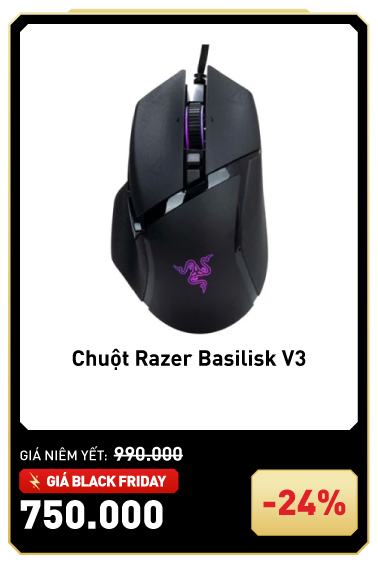 Chuột Razer Basilisk V3
GIÁ NIÊM YẾT: 990.000
GIÁ BLACK FRIDAY
750.000
-24%